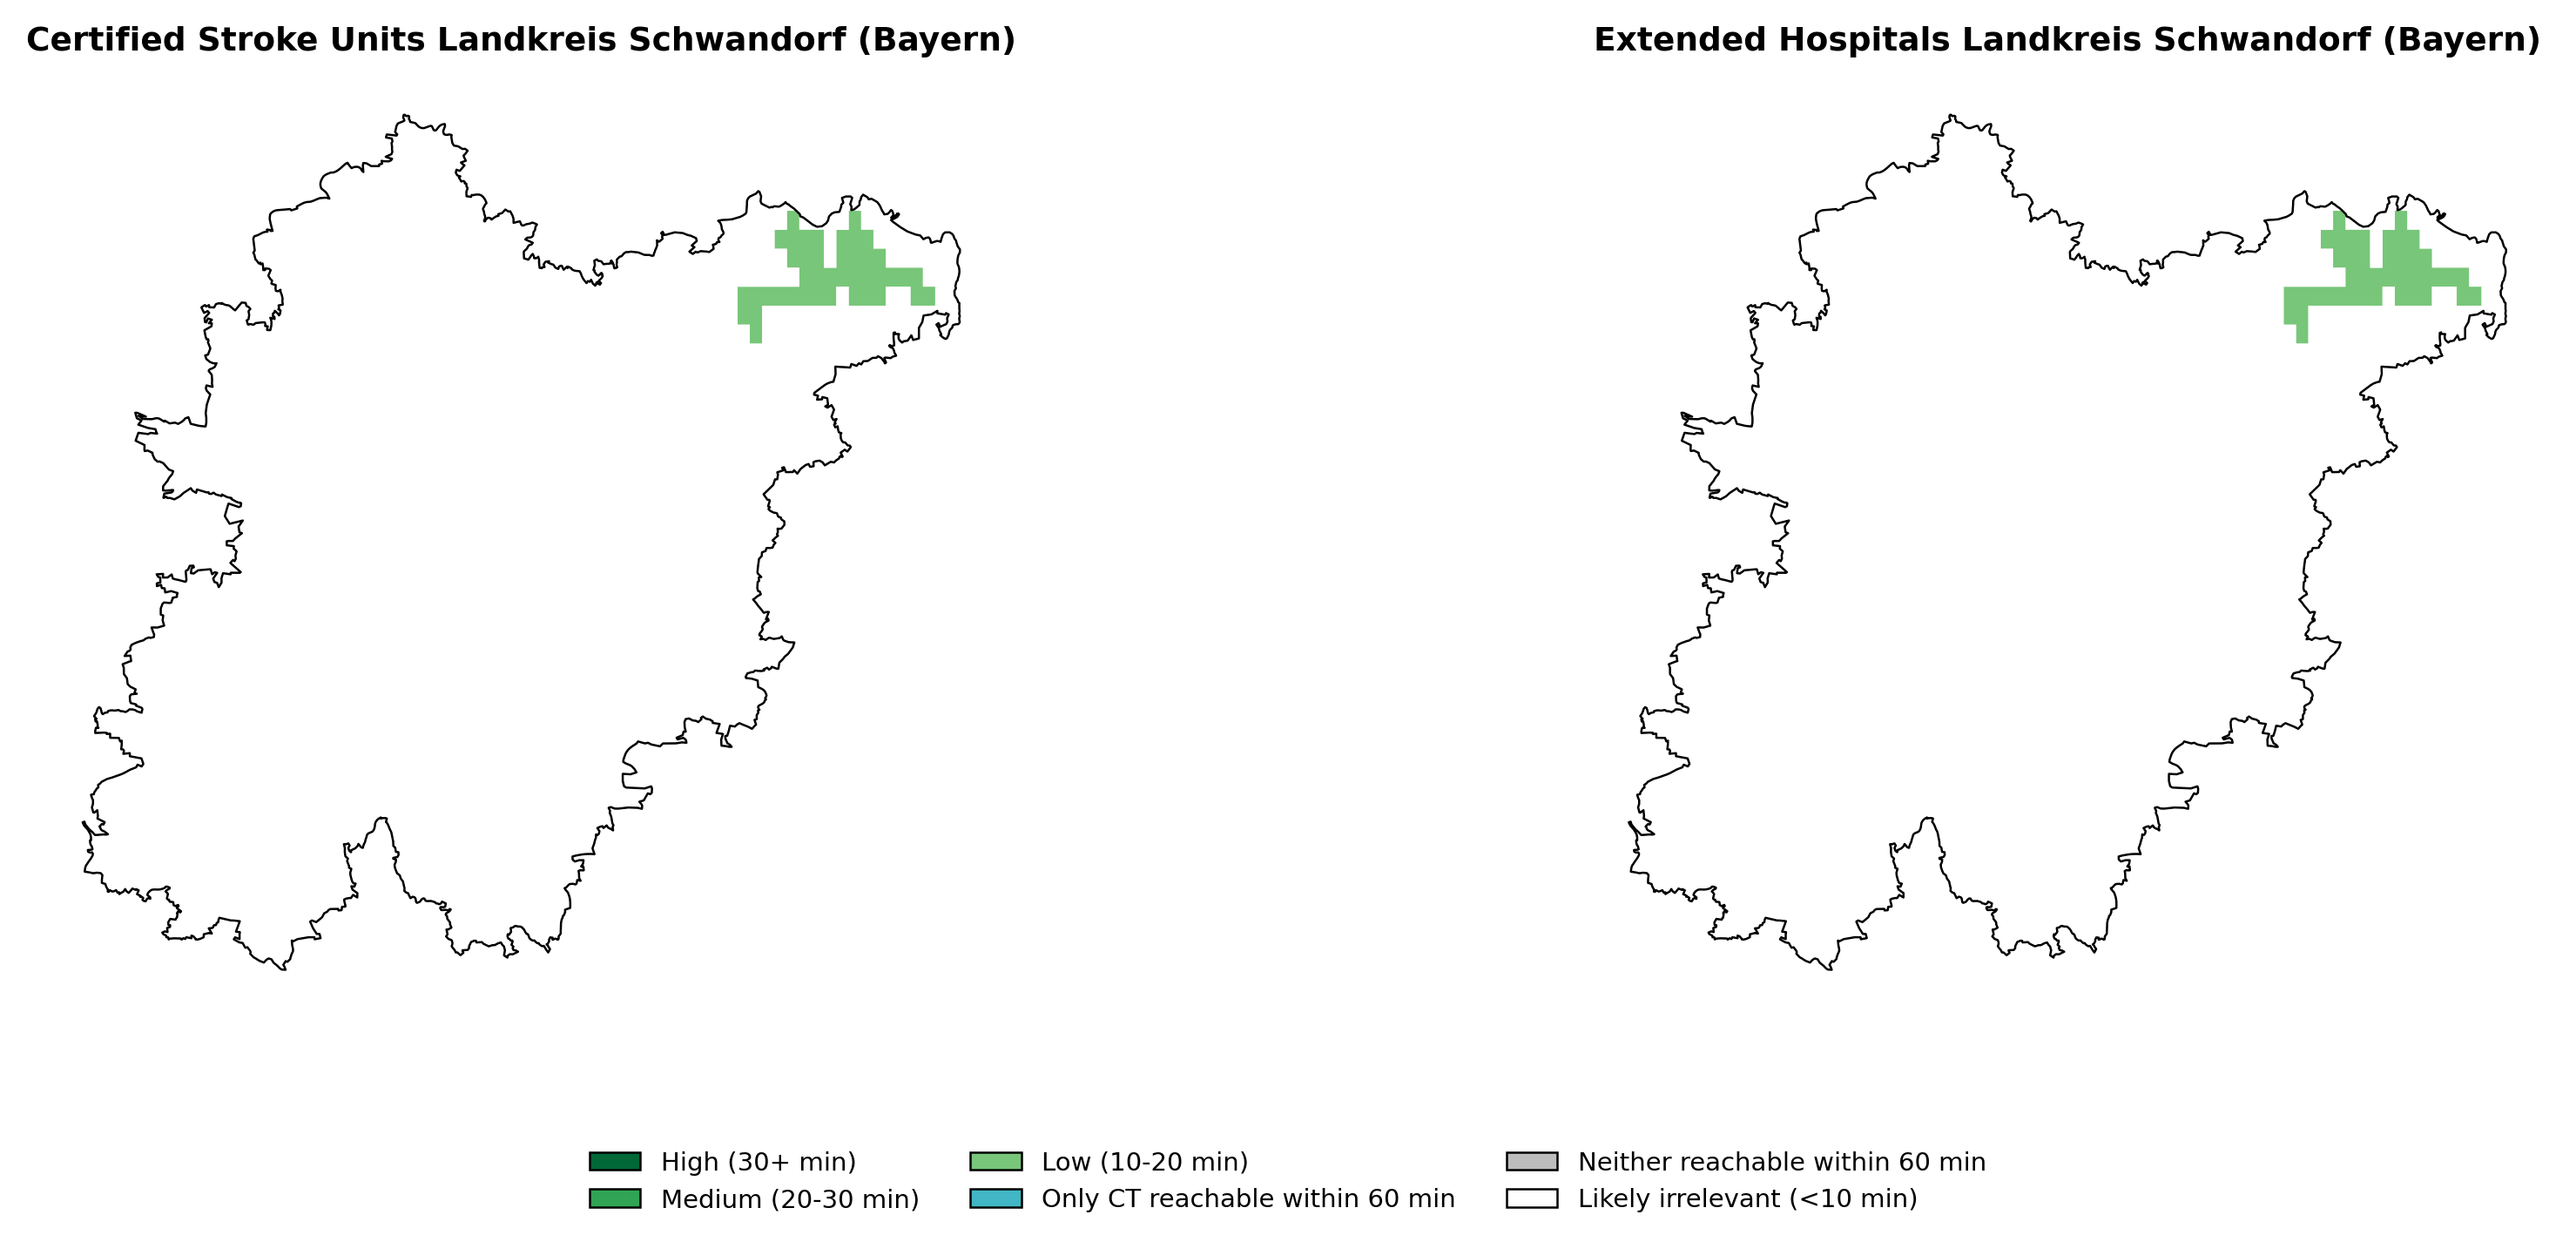 Certified Stroke Units Landkreis Schwandorf (Bayern)
Extended Hospitals Landkreis Schwandorf (Bayern)
High (30+ min)
Medium (20-30 min)
Low (10-20 min)
Only CT reachable within 60 min
Neither reachable within 60 min
Likely irrelevant (<10 min)